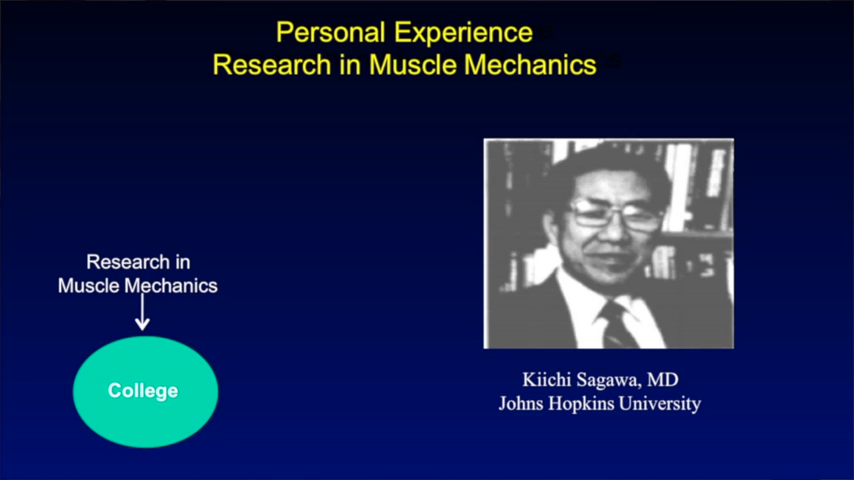 Personal Experience
Research in Muscle Mechanics
Research in
Muscle Mechanics
College
Kiichi Sagawa, MD
Johns Hopkins University